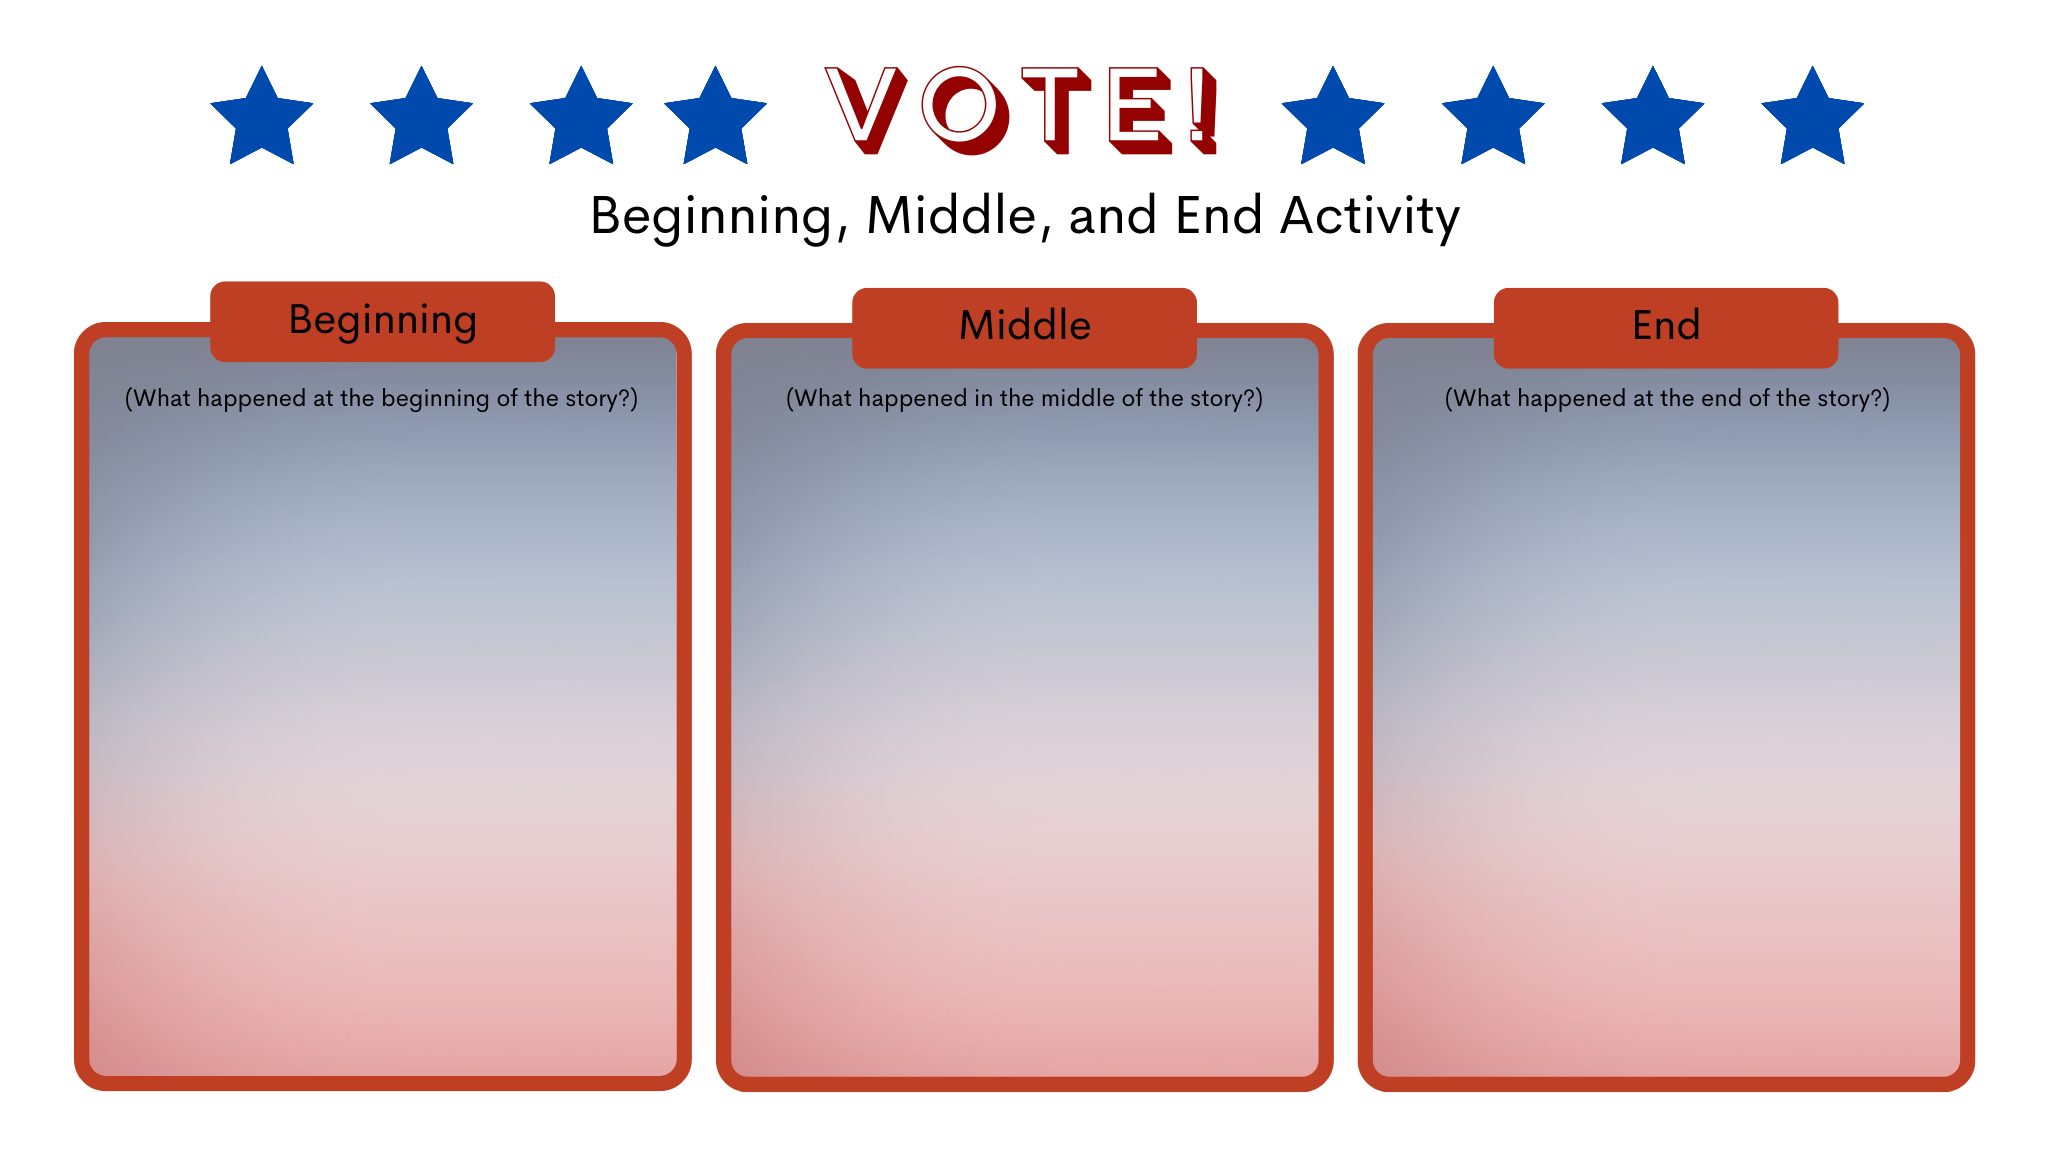 VOTE!
Beginning, Middle, and End Activity
Beginning
(What happened at the beginning of the story?)
Middle
(What happened in the middle of the story?)
End
(What happened at the end of the story?)